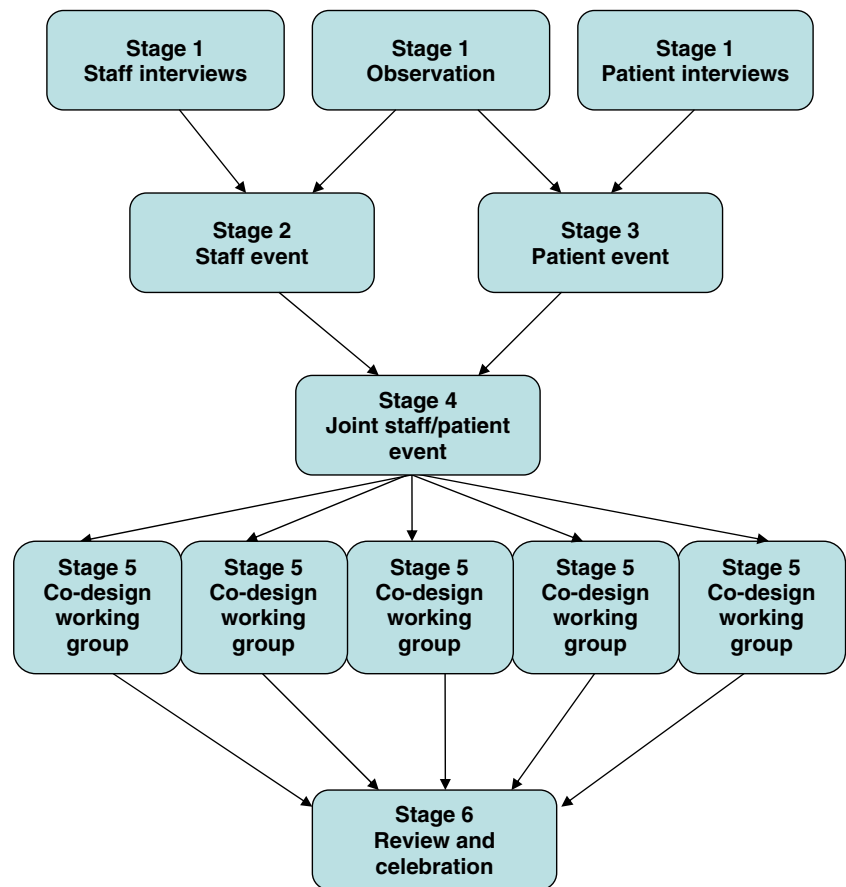 Stage 1
Staff interviews
Stage 1
Observation
Stage 1
Patient interviews
Stage 2
Staff event
Stage 3
Patient event
Stage 4
Joint staff/patient
event
Stage 5
Co-design
working
group
Stage 5
Co-design
working
group
Stage 5
Co-design
working
group
Stage 5
Co-design
working
group
Stage 5
Co-design
working
group
Stage 6
Review and
celebration